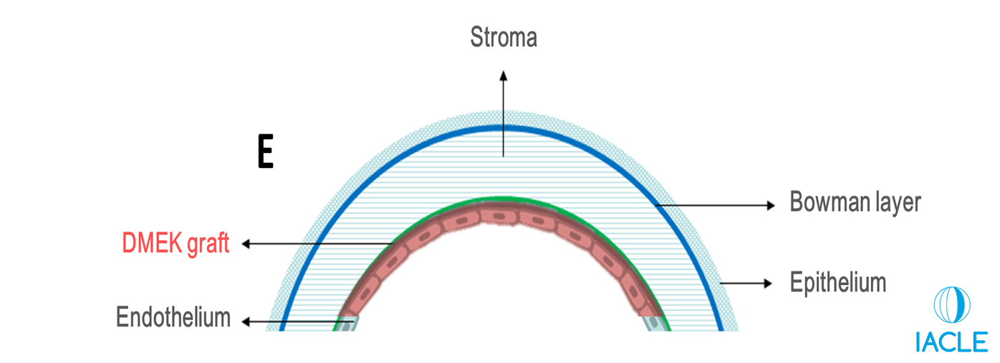 Stroma
E
Bowman layer
DMEK graft
Epithelium
Endothelium
IACLE